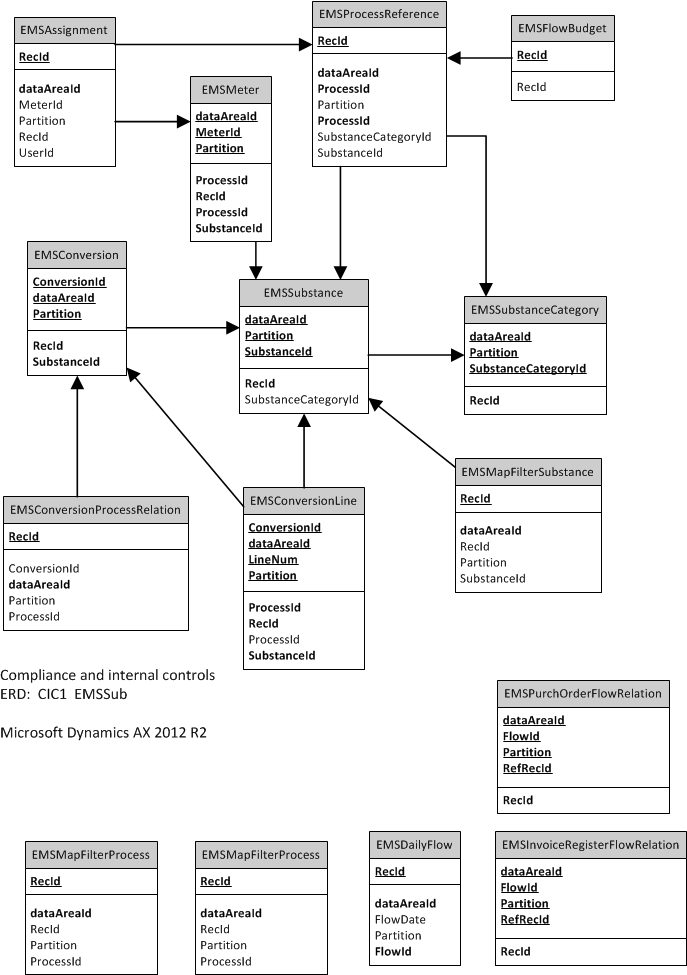 EMSAssignment
RecId
dataAreaId
MeterId
Partition
RecId
UserId
EMSProcessReference
RecId
dataAreaId
ProcessId
Partition
ProcessId
SubstanceCategoryId
SubstanceId
EMSFlowBudget
RecId
RecId
EMSMeter
dataAreaId
MeterId
Partition
ProcessId
RecId
ProcessId
SubstanceId
EMSConversion
ConversionId
dataAreaId
Partition
RecId
SubstanceId
EMSSubstance
dataAreaId
Partition
SubstanceId
RecId
SubstanceCategoryId
EMSSubstanceCategory
dataAreaId
Partition
SubstanceCategoryId
RecId
EMSConversionProcessRelation
RecId
ConversionId
dataAreaId
Partition
ProcessId
EMSConversionLine
ConversionId
dataAreaId
LineNum
Partition
ProcessId
RecId
ProcessId
SubstanceId
EMSMapFilterSubstance
RecId
dataAreaId
RecId
Partition
SubstanceId
Compliance and internal controls
ERD:  CIC1  EMSSub
Microsoft Dynamics AX 2012 R2
EMSPurchOrderFlowRelation
dataAreaId
FlowId
Partition
RefRecId
RecId
EMSMapFilterProcess
RecId
dataAreaId
RecId
Partition
ProcessId
EMSMapFilterProcess
RecId
dataAreaId
RecId
Partition
ProcessId
EMSDailyFlow
RecId
dataAreaId
FlowDate
Partition
FlowId
EMSInvoiceRegisterFlowRelation
dataAreaId
FlowId
Partition
RefRecId
RecId